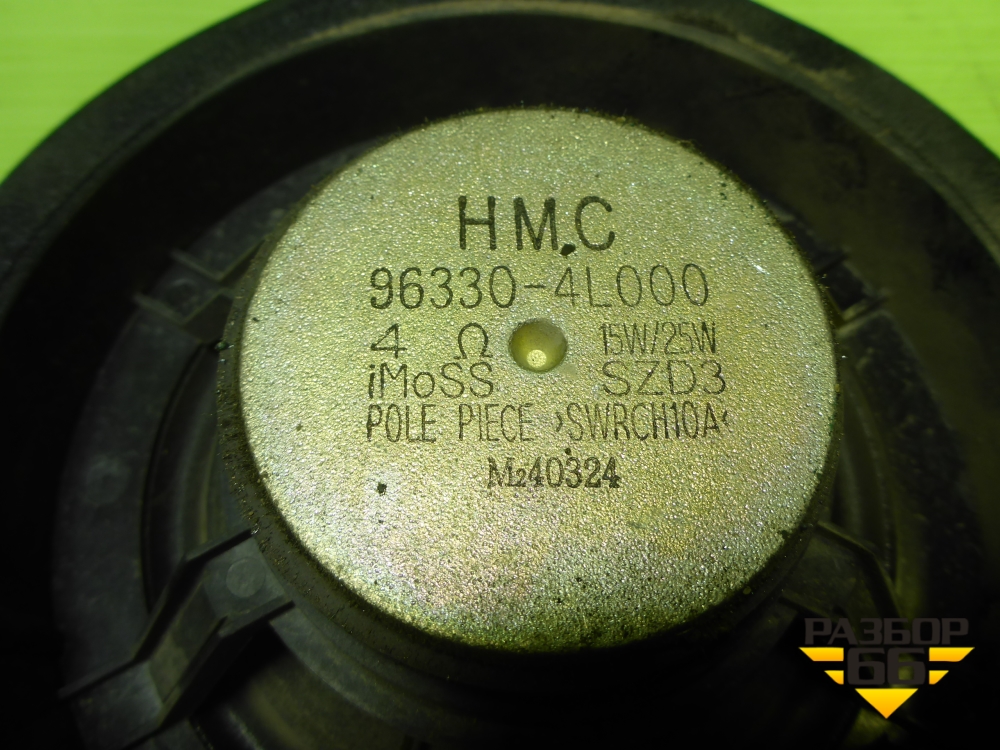 HMC
96330-4L000
4 Ω 15W/25W
iMoSS SZD3
POLE PIECE >SWRCH10A<
M240324
РАЗБОР
66